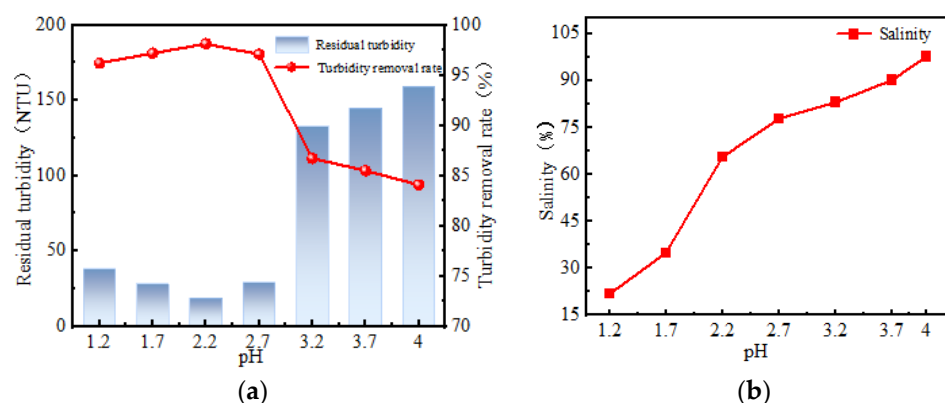 200
150
100
50
0
Residual turbidity（NTU）
Residual turbidity
Turbidity removal rate
100
95
90
85
80
75
70
Turbidity removal rate（%）
1.2 1.7 2.2 2.7 3.2 3.7 4
pH
(a)
105
90
75
60
45
30
15
Salinity（%）
Salinity
1.2 1.7 2.2 2.7 3.2 3.7 4
pH
(b)